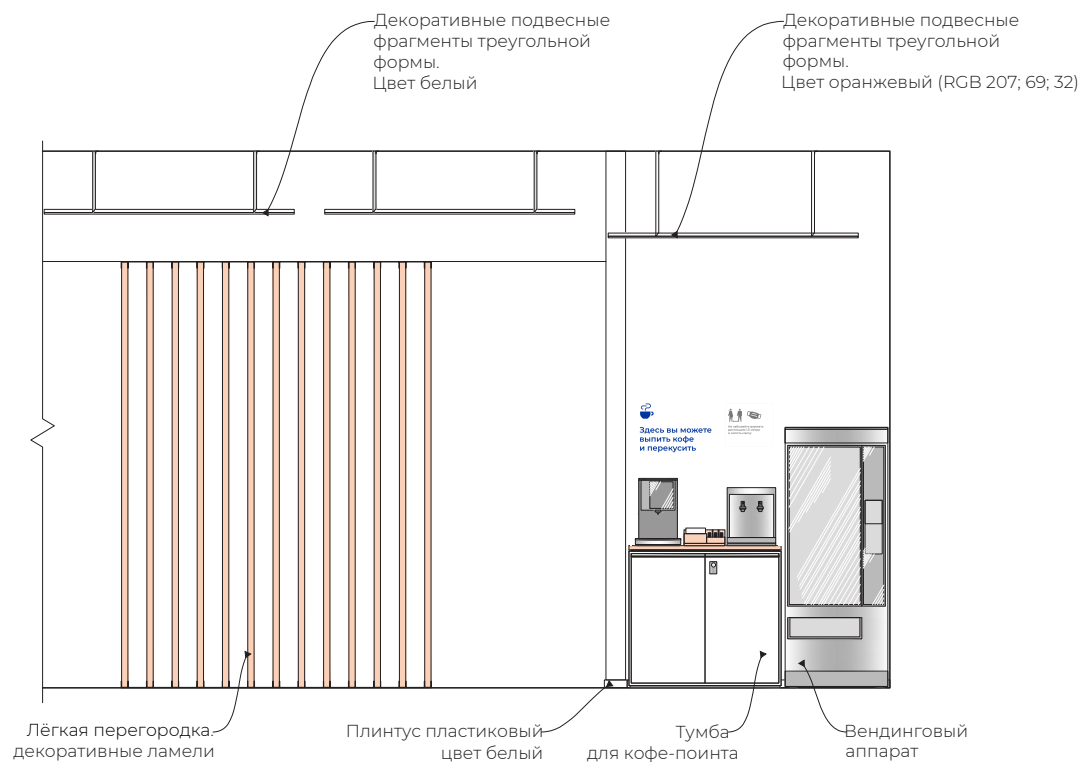 Декоративные подвесные
фрагменты треугольной
формы.
Цвет белый
Декоративные подвесные
фрагменты треугольной
формы.
Цвет оранжевый (RGB 207; 69; 32)
Здесь вы можете
выпить кофе
и перекусить
Лёгкая перегородка.
декоративные ламели
Плинтус пластиковый
цвет белый
Тумба
для кофе-поинта
Вендинговый
аппарат